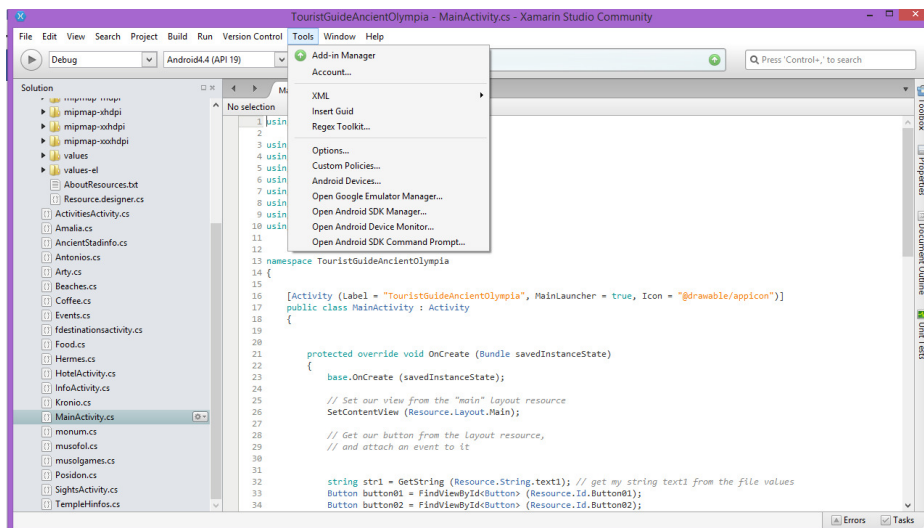 TouristGuideAncientOlympia - MainActivity.cs - Xamarin Studio Community
File Edit View Search Project Build Run Version Control Tools Window Help
Debug
Android4.4 (API 19)
Press 'Control+,' to search
Add-in Manager
Account...
XML
Insert Guid
Regex Toolkit...
Options...
Custom Policies...
Android Devices...
Open Google Emulator Manager...
Open Android SDK Manager...
Open Android Device Monitor...
Open Android SDK Command Prompt...
Solution
mipmap-xhdpi
mipmap-xxhdpi
mipmap-xxxhdpi
values
values-el
AboutResources.txt
Resource.designer.cs
ActivitiesActivity.cs
Amalia.cs
AncientStadinfo.cs
Antonios.cs
Arty.cs
Beaches.cs
Coffee.cs
Events.cs
fdestinationsactivity.cs
Food.cs
Hermes.cs
HotelActivity.cs
InfoActivity.cs
Kronio.cs
MainActivity.cs
monum.cs
musofol.cs
musolgames.cs
Posidon.cs
SightsActivity.cs
TempleHinfos.cs
No selection
1 usin
2
3 usin
4 usin
5 usin
6 usin
7 usin
8 usin
9 usin
10 usin
11
12
13 namespace TouristGuideAncientOlympia
14 {
15
16 [Activity (Label = "TouristGuideAncientOlympia", MainLauncher = true, Icon = "@drawable/appicon")]
17 public class MainActivity : Activity
18 {
19
20
21 protected override void OnCreate (Bundle savedInstanceState)
22 {
23 base.OnCreate (savedInstanceState);
24
25 // Set our view from the "main" layout resource
26 SetContentView (Resource.Layout.Main);
27
28 // Get our button from the layout resource,
29 // and attach an event to it
30
31
32 string str1 = GetString (Resource.String.text1); // get my string text1 from the file values
33 Button button01 = FindViewById<Button> (Resource.Id.Button01);
34 Button button02 = FindViewById<Button> (Resource.Id.Button02);
Toolbox
Properties
Document Outline
Unit Tests
Errors
Tasks